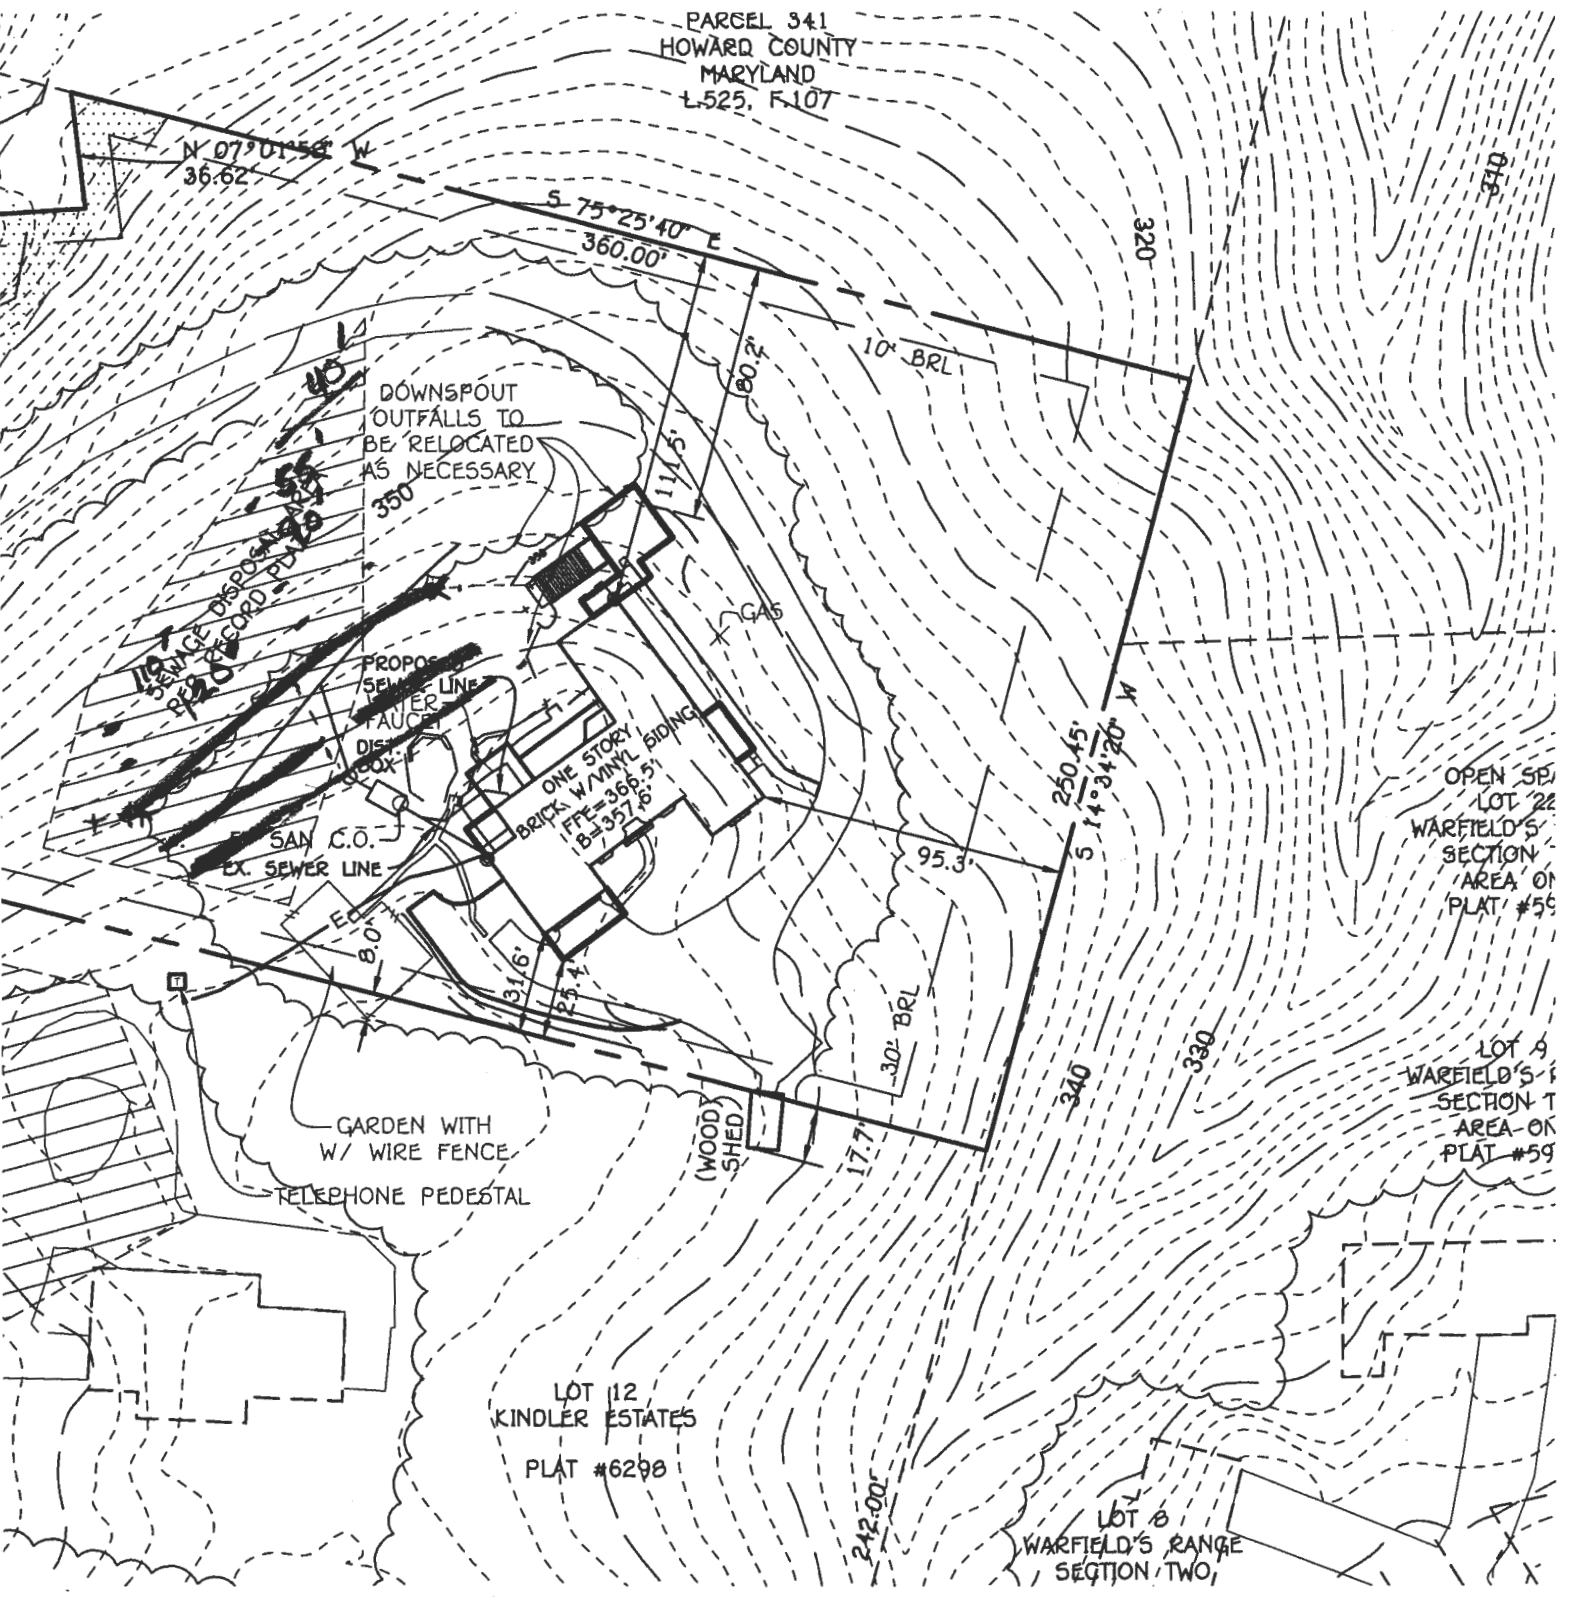 PARCEL 341
HOWARD COUNTY
MARYLAND
L.525, F.107
N 07°01'50" W
36.62'
S 75°25'40" E
360.00'
320
310
10' BRL
80.2'
111.5'
40'
DOWNSPOUT
OUTFALLS TO
BE RELOCATED
AS NECESSARY
350
55'
SEWAGE DISPOSAL AREA
PER RECORD PLAT
110'
GAS
PROPOSED
SEWER LINE
WATER
FAUCET
DIST.
BOX
ONE STORY
BRICK W/VINYL SIDING
FFE=366.5'
B=357.6'
250.45'
S 14°34'20" W
OPEN SPA
LOT 22
WARFIELD'S
SECTION
AREA ON
PLAT #59
SAN C.O.
EX. SEWER LINE
95.3'
E
8.0'
31.6'
25.4'
T
30' BRL
340
330
LOT 9
WARFIELD'S R
SECTION T
AREA ON
PLAT #59
GARDEN WITH
W/ WIRE FENCE
(WOOD
SHED)
17.7'
TELEPHONE PEDESTAL
LOT 12
KINDLER ESTATES
PLAT #6298
242.00'
LOT 8
WARFIELD'S RANGE
SECTION TWO,